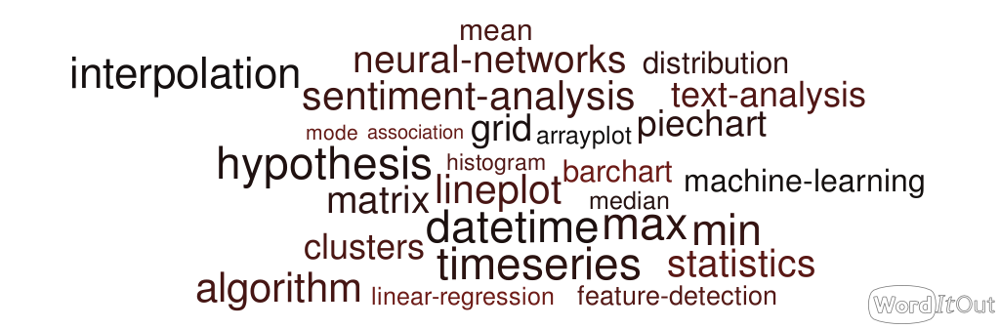 mean
interpolation neural-networks distribution
sentiment-analysis text-analysis
mode association grid arrayplot piechart
hypothesis histogram barchart machine-learning
matrix lineplot median
datetime max min
clusters timeseries statistics
algorithm linear-regression feature-detection
WordItOut